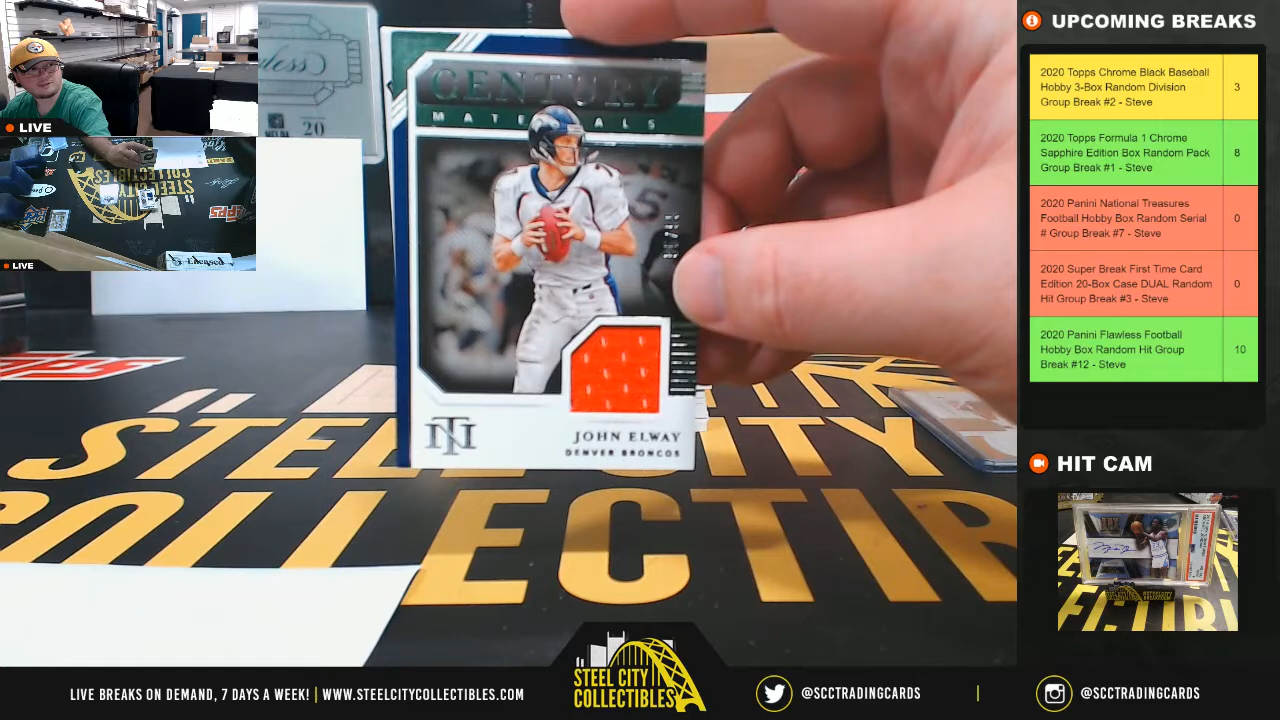 LIVE
LIVE
20
CENTURY
MATERIALS
JOHN ELWAY
DENVER BRONCOS
STEEL CITY
COLLECTIB
UPCOMING BREAKS
2020 Topps Chrome Black Baseball
Hobby 3-Box Random Division
Group Break #2 - Steve
3
2020 Topps Formula 1 Chrome
Sapphire Edition Box Random Pack
Group Break #1 - Steve
8
2020 Panini National Treasures
Football Hobby Box Random Serial
# Group Break #7 - Steve
0
2020 Super Break First Time Card
Edition 20-Box Case DUAL Random
Hit Group Break #3 - Steve
0
2020 Panini Flawless Football
Hobby Box Random Hit Group
Break #12 - Steve
10
HIT CAM
LIVE BREAKS ON DEMAND, 7 DAYS A WEEK! | WWW.STEELCITYCOLLECTIBLES.COM
STEEL CITY
COLLECTIBLES
@SCCTRADINGCARDS | @SCCTRADINGCARDS